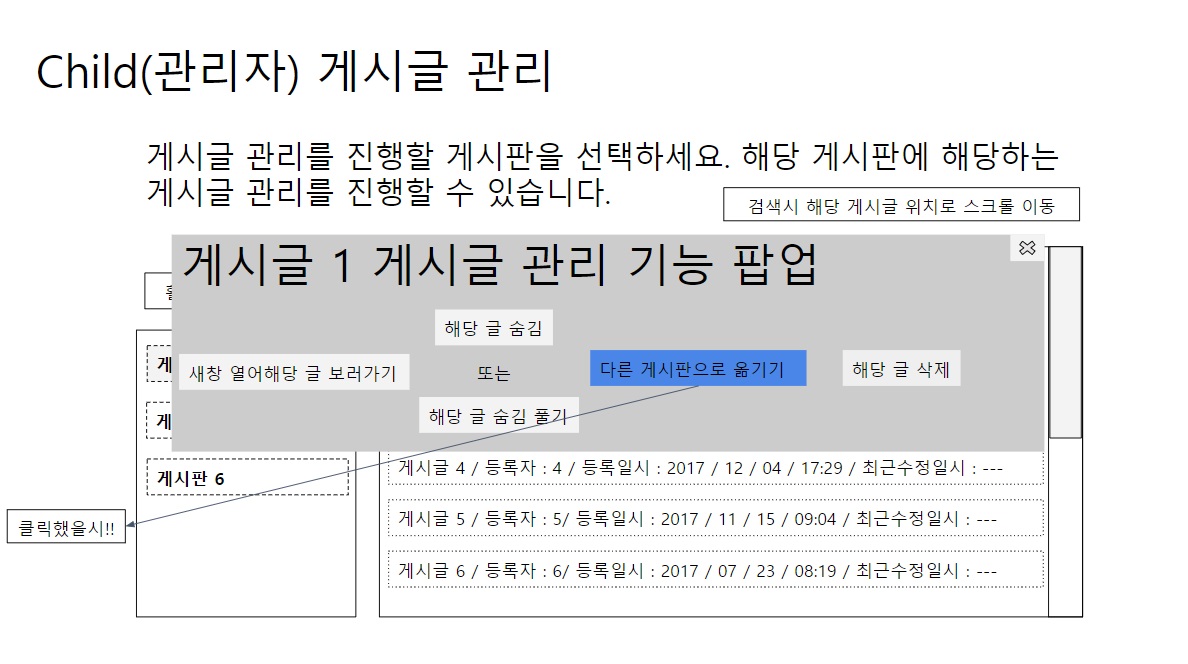 Child(관리자) 게시글 관리
게시글 관리를 진행할 게시판을 선택하세요. 해당 게시판에 해당하는
게시글 관리를 진행할 수 있습니다.
검색시 해당 게시글 위치로 스크롤 이동
게시글 1 게시글 관리 기능 팝업
해당 글 숨김
새창 열어해당 글 보러가기
또는
다른 게시판으로 옮기기
해당 글 삭제
해당 글 숨김 풀기
게시판 6
게시글 4 / 등록자 : 4 / 등록일시 : 2017 / 12 / 04 / 17:29 / 최근수정일시 : ---
클릭했을시!!
게시글 5 / 등록자 : 5/ 등록일시 : 2017 / 11 / 15 / 09:04 / 최근수정일시 : ---
게시글 6 / 등록자 : 6/ 등록일시 : 2017 / 07 / 23 / 08:19 / 최근수정일시 : ---